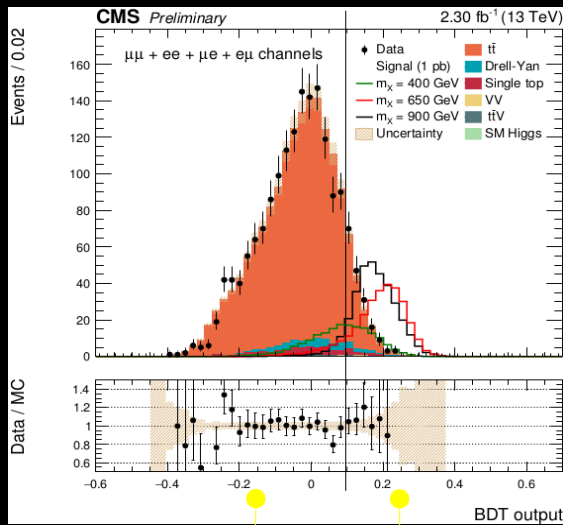 CMS Preliminary 2.30 fb⁻¹ (13 TeV)
Events / 0.02
μμ + ee + μe + eμ channels
Data
Signal (1 pb)
m_X = 400 GeV
m_X = 650 GeV
m_X = 900 GeV
Uncertainty
tt̄
Drell-Yan
Single top
VV
tt̄V
SM Higgs
160
140
120
100
80
60
40
20
0
Data / MC
1.4
1.2
1
0.8
0.6
−0.6 −0.4 −0.2 0 0.2 0.4 0.6
BDT output